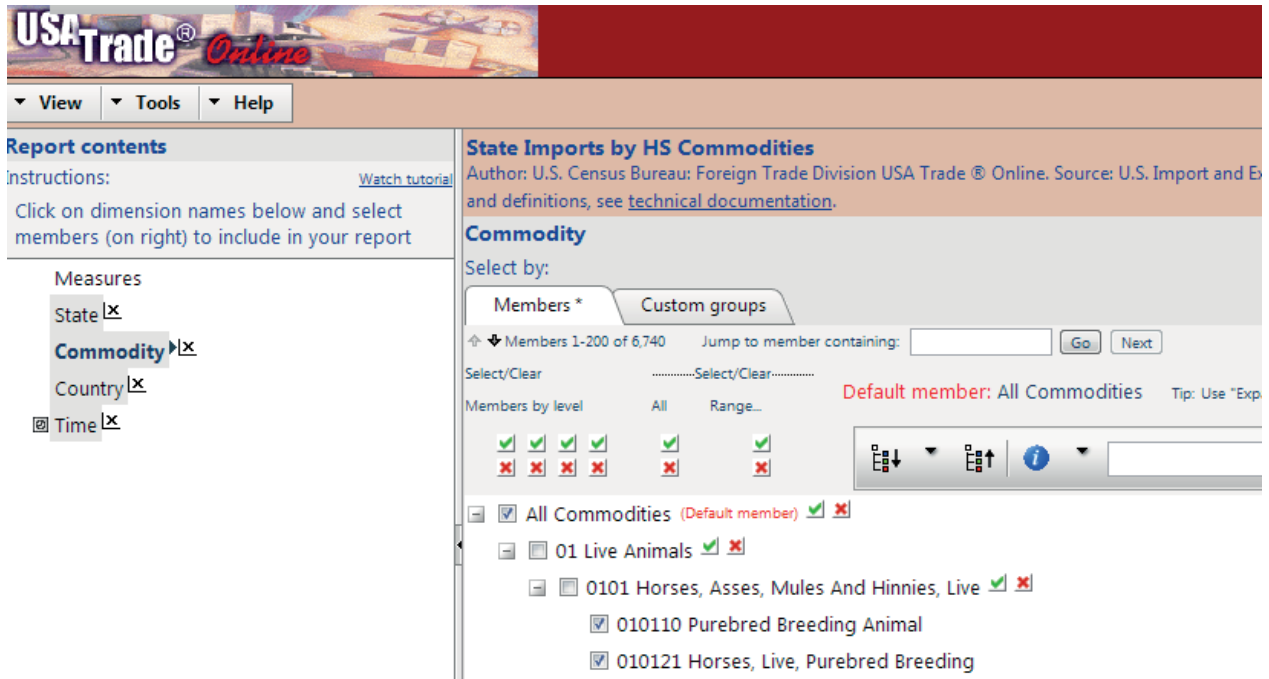 USATrade® Online
View Tools Help
Report contents
Instructions: Watch tutorial
Click on dimension names below and select
members (on right) to include in your report
Measures
State
Commodity
Country
Time
State Imports by HS Commodities
Author: U.S. Census Bureau: Foreign Trade Division USA Trade ® Online. Source: U.S. Import and Ex
and definitions, see technical documentation.
Commodity
Select by:
Members * Custom groups
Members 1-200 of 6,740 Jump to member containing: Go Next
Select/Clear ------------Select/Clear------------
Members by level All Range... Default member: All Commodities Tip: Use "Exp
All Commodities (Default member)
01 Live Animals
0101 Horses, Asses, Mules And Hinnies, Live
010110 Purebred Breeding Animal
010121 Horses, Live, Purebred Breeding